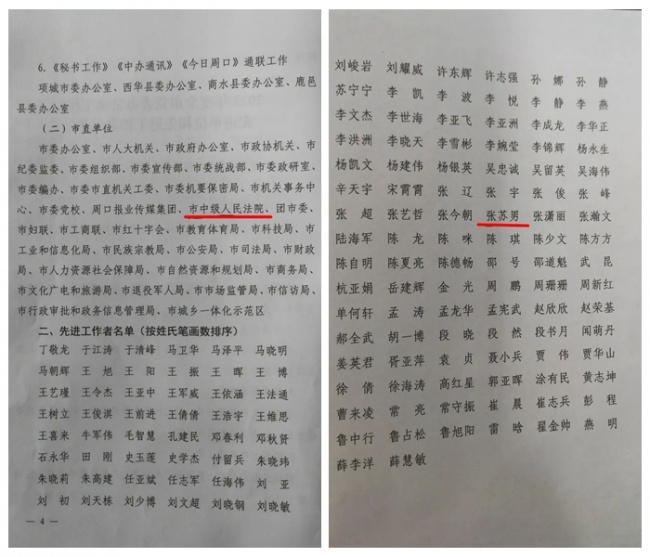 6.《秘书工作》《中办通讯》《今日周口》通联工作
项城市委办公室、西华县委办公室、商水县委办公室、鹿邑
县委办公室
（二）市直单位
市委办公室、市人大机关、市政府办公室、市政协机关、市
纪委监委、市委组织部、市委宣传部、市委统战部、市委政研室、
市委编办、市委市直机关工委、市委机要保密局、市机关事务中
心、市委党校、周口报业传媒集团、市中级人民法院、团市委、
市妇联、市工商联、市红十字会、市教育体育局、市科技局、市
工业和信息化局、市民族宗教局、市公安局、市司法局、市财政
局、市人力资源社会保障局、市自然资源和规划局、市商务局、
市文化广电和旅游局、市退役军人局、市市场监管局、市信访局、
市行政审批和政务信息管理局、市城乡一体化示范区
二、先进工作者名单（按姓氏笔画数排序）
丁敬龙 于江涛 于清峰 马卫华 马泽平 马晓明
马朝辉 王旭 王阳 王振 王晖 王博
王艺瑾 王令杰 王亚中 王军威 王依涵 王法通
王树立 王俊淇 王前进 王倩倩 王浩宇 王维思
王喜来 牛军伟 毛智慧 孔建民 邓春利 邓秋贤
石永华 田刚 史玉莲 史学杰 付留兵 朱晓玮
朱晓莉 朱高建 任亚斌 任志军 任海伟 刘亚
刘初 刘天栋 刘少博 刘文超 刘晓钢 刘晓敏
— 4 —
刘峻岩 刘耀威 许东辉 许志强 孙娜 孙静
苏宁宁 李凯 李波 李悦 李静 李燕
李文杰 李世海 李亚飞 李亚洲 李成龙 李华正
李洪洲 李晓天 李雪彬 李婉莹 李锦辉 杨永生
杨凯文 杨建伟 杨银英 吴忠诚 吴留英 吴海伟
辛天宇 宋霄霄 张辽 张宇 张俊 张峰
张超 张艺哲 张今朝 张苏男 张潇丽 张瀚文
陆海军 陈龙 陈咪 陈琪 陈少文 陈方方
陈自明 陈夏亮 陈德畅 邵号 邵道魁 武昆
杭亚娟 岳建辉 金光 周鹏 周珊珊 周新红
单何轩 孟涛 孟龙华 孟宪武 赵欣欣 赵荣基
郝全武 胡一博 段晓 段然 段书月 闻萌丹
姜英君 胥亚萍 袁贞 聂小兵 贾伟 贾华山
徐倩 徐海涛 高红星 郭亚晖 涂有民 黄志坤
曹来凌 常亮 常守振 崔晨 崔志兵 彭程
鲁中行 鲁占松 鲁旭阳 雷晗 翟金帅 燕明
薛李洋 薛慧敏